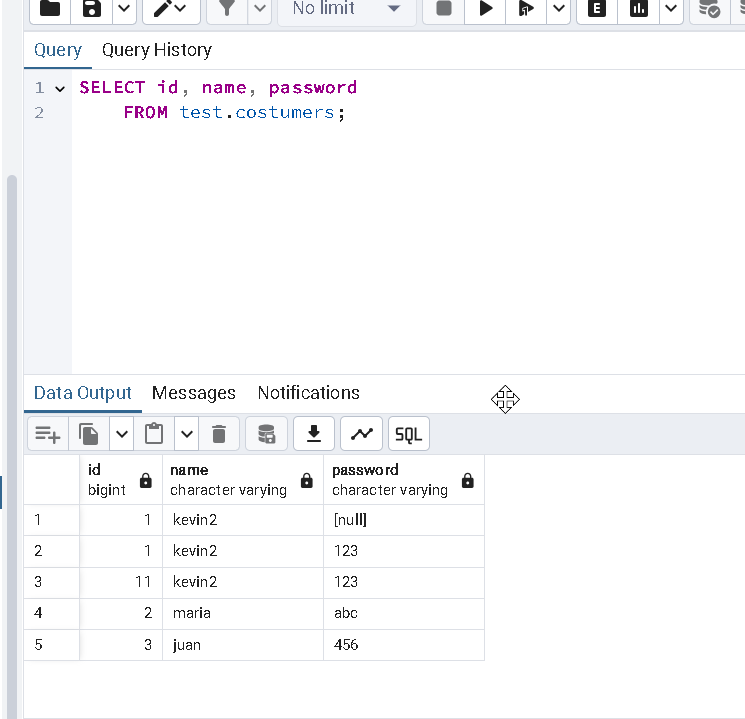 No limit
E
Query Query History
1 SELECT id, name, password
2 FROM test.costumers;
Data Output Messages Notifications
SQL
id name password
bigint character varying character varying
1 1 kevin2 [null]
2 1 kevin2 123
3 11 kevin2 123
4 2 maria abc
5 3 juan 456